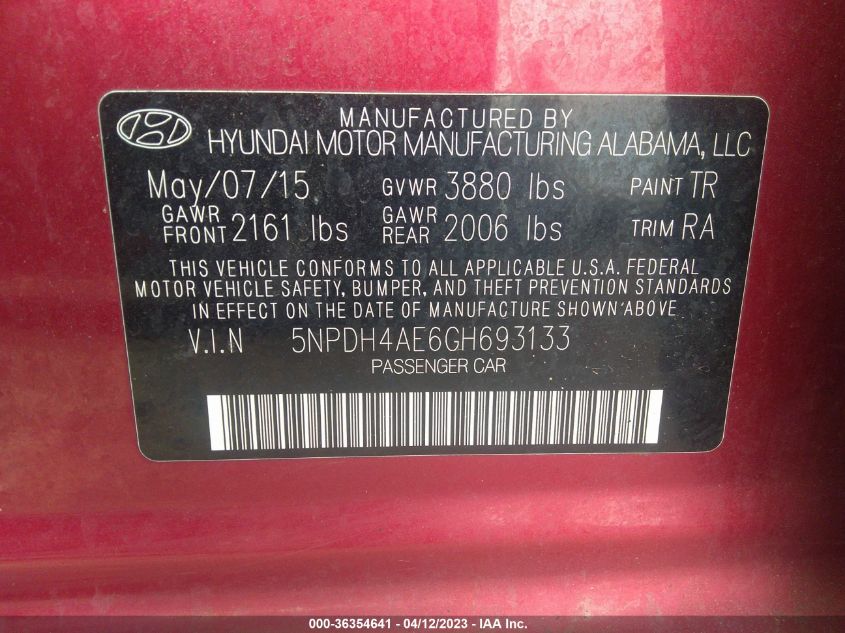 MANUFACTURED BY
HYUNDAI MOTOR MANUFACTURING ALABAMA, LLC
May/07/15 GVWR 3880 lbs PAINT TR
GAWR FRONT 2161 lbs GAWR REAR 2006 lbs TRIM RA
THIS VEHICLE CONFORMS TO ALL APPLICABLE U.S.A. FEDERAL
MOTOR VEHICLE SAFETY, BUMPER, AND THEFT PREVENTION STANDARDS
IN EFFECT ON THE DATE OF MANUFACTURE SHOWN ABOVE
V.I.N 5NPDH4AE6GH693133
PASSENGER CAR
000-36354641 - 04/12/2023 - IAA Inc.